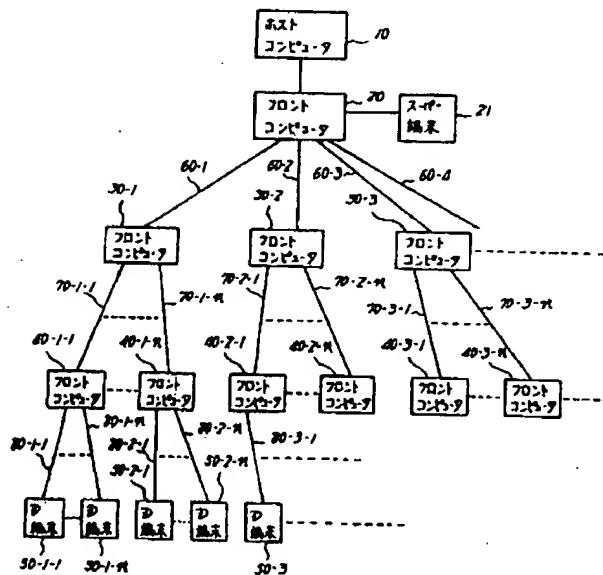 ホスト
コンピュータ
10
フロント
コンピュータ
20
スーパー
端末
21
60-1
60-2
60-3
60-4
30-1
30-2
30-3
フロント
コンピュータ
フロント
コンピュータ
フロント
コンピュータ
70-1-1
70-1-n
70-2-1
70-2-n
70-3-1
70-3-n
40-1-1
40-1-n
40-2-1
40-2-n
40-3-1
40-3-n
フロント
コンピュータ
フロント
コンピュータ
フロント
コンピュータ
フロント
コンピュータ
フロント
コンピュータ
フロント
コンピュータ
80-1-1
80-1-n
80-2-1
80-2-n
80-3-1
50-2-1
50-2-n
D
端末
D
端末
D
端末
D
端末
D
端末
50-1-1
50-1-n
50-3